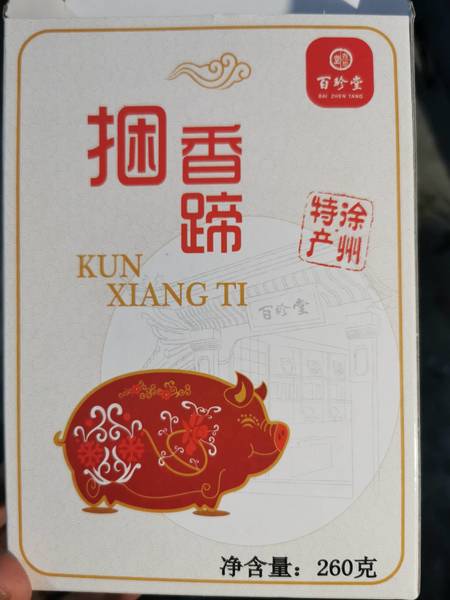 百珍堂
BAI ZHEN TANG
捆香蹄
KUN
XIANG TI
徐州
特产
百珍堂
净含量：260克